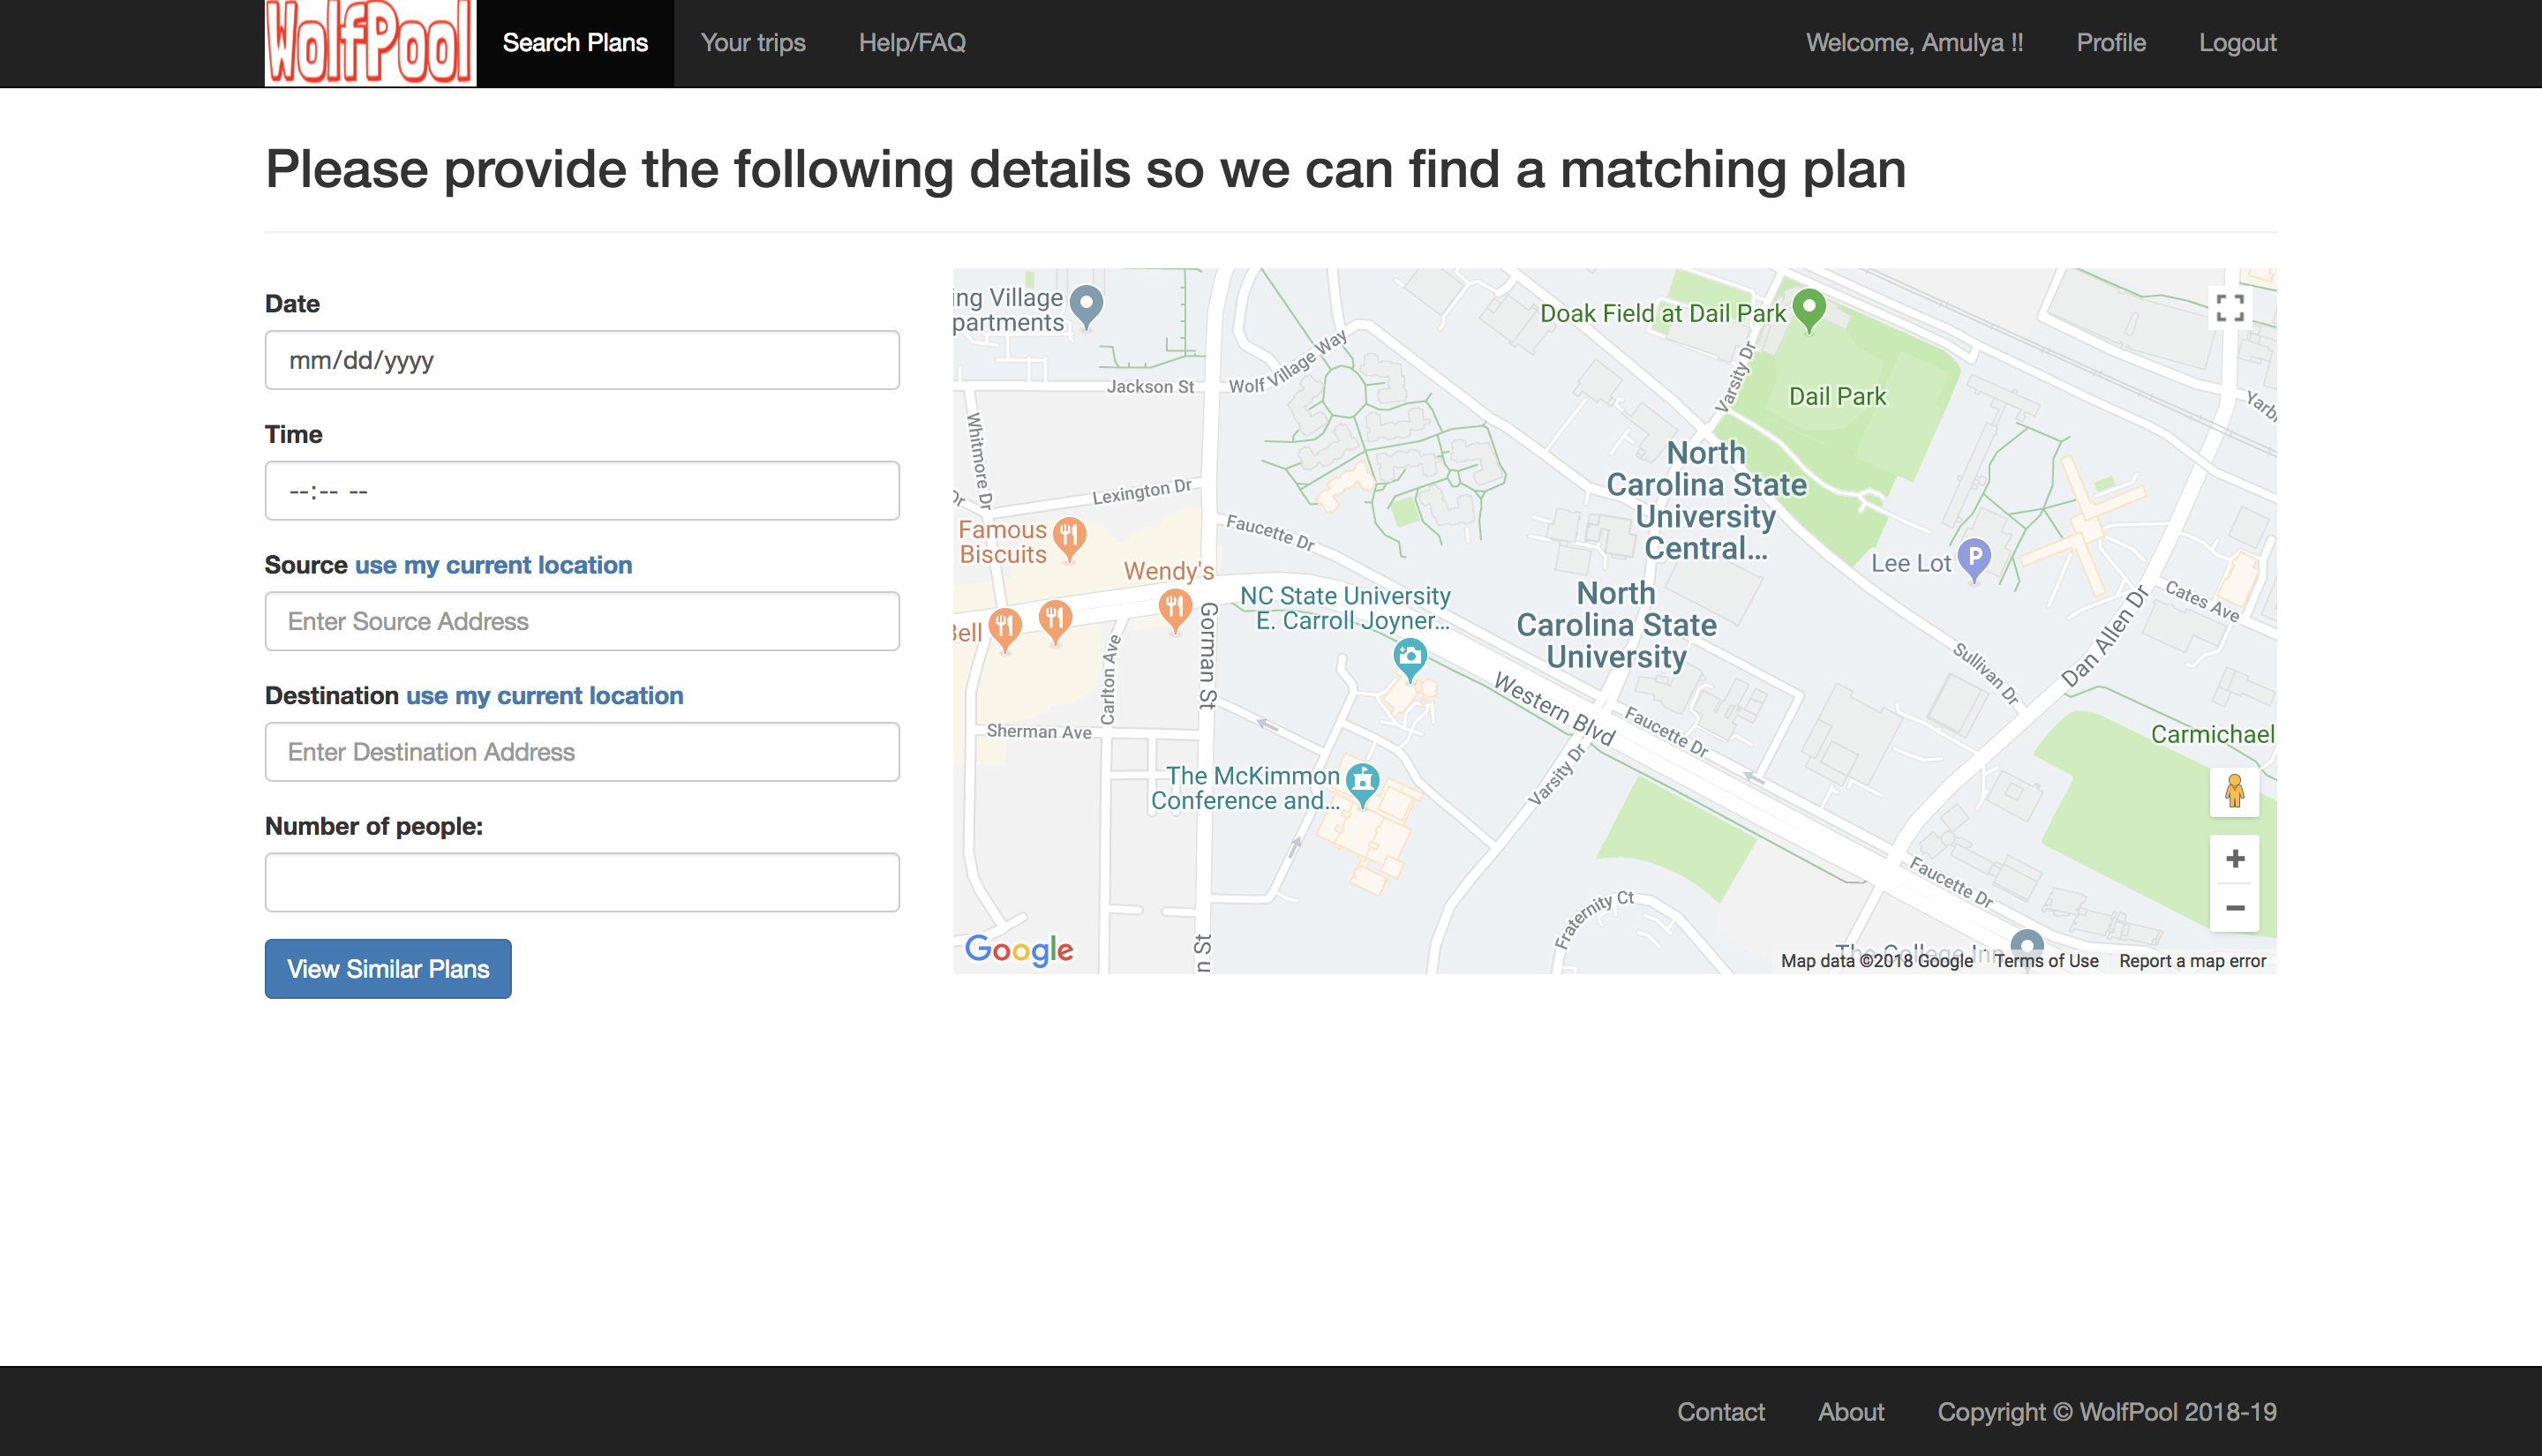 WolfPool
Search Plans
Your trips
Help/FAQ
Welcome, Amulya !!
Profile
Logout
Please provide the following details so we can find a matching plan
Date
mm/dd/yyyy
Time
--:-- --
Source use my current location
Enter Source Address
Destination use my current location
Enter Destination Address
Number of people:
View Similar Plans
ing Village
partments
Doak Field at Dail Park
Jackson St
Wolf Village Way
Varsity Dr
Dail Park
Yarb
Whitmore Dr
North
Carolina State
University
Central...
Lexington Dr
Dr
Famous
Biscuits
Faucette Dr
Lee Lot
Wendy's
NC State University
E. Carroll Joyner...
North
Carolina State
University
Cates Ave
Bell
Gorman St
Carlton Ave
Sullivan Dr
Dan Allen Dr
Western Blvd
Faucette Dr
Sherman Ave
Carmichael
The McKimmon
Conference and...
Varsity Dr
Faucette Dr
Fraternity Ct
The College Inn
Google
Map data ©2018 Google
Terms of Use
Report a map error
Contact
About
Copyright © WolfPool 2018-19